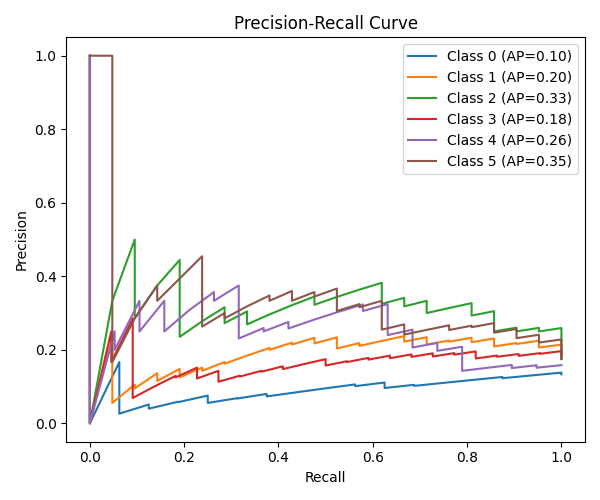 Precision-Recall Curve
Class 0 (AP=0.10)
Class 1 (AP=0.20)
Class 2 (AP=0.33)
Class 3 (AP=0.18)
Class 4 (AP=0.26)
Class 5 (AP=0.35)
Precision
1.0
0.8
0.6
0.4
0.2
0.0
0.0 0.2 0.4 0.6 0.8 1.0
Recall